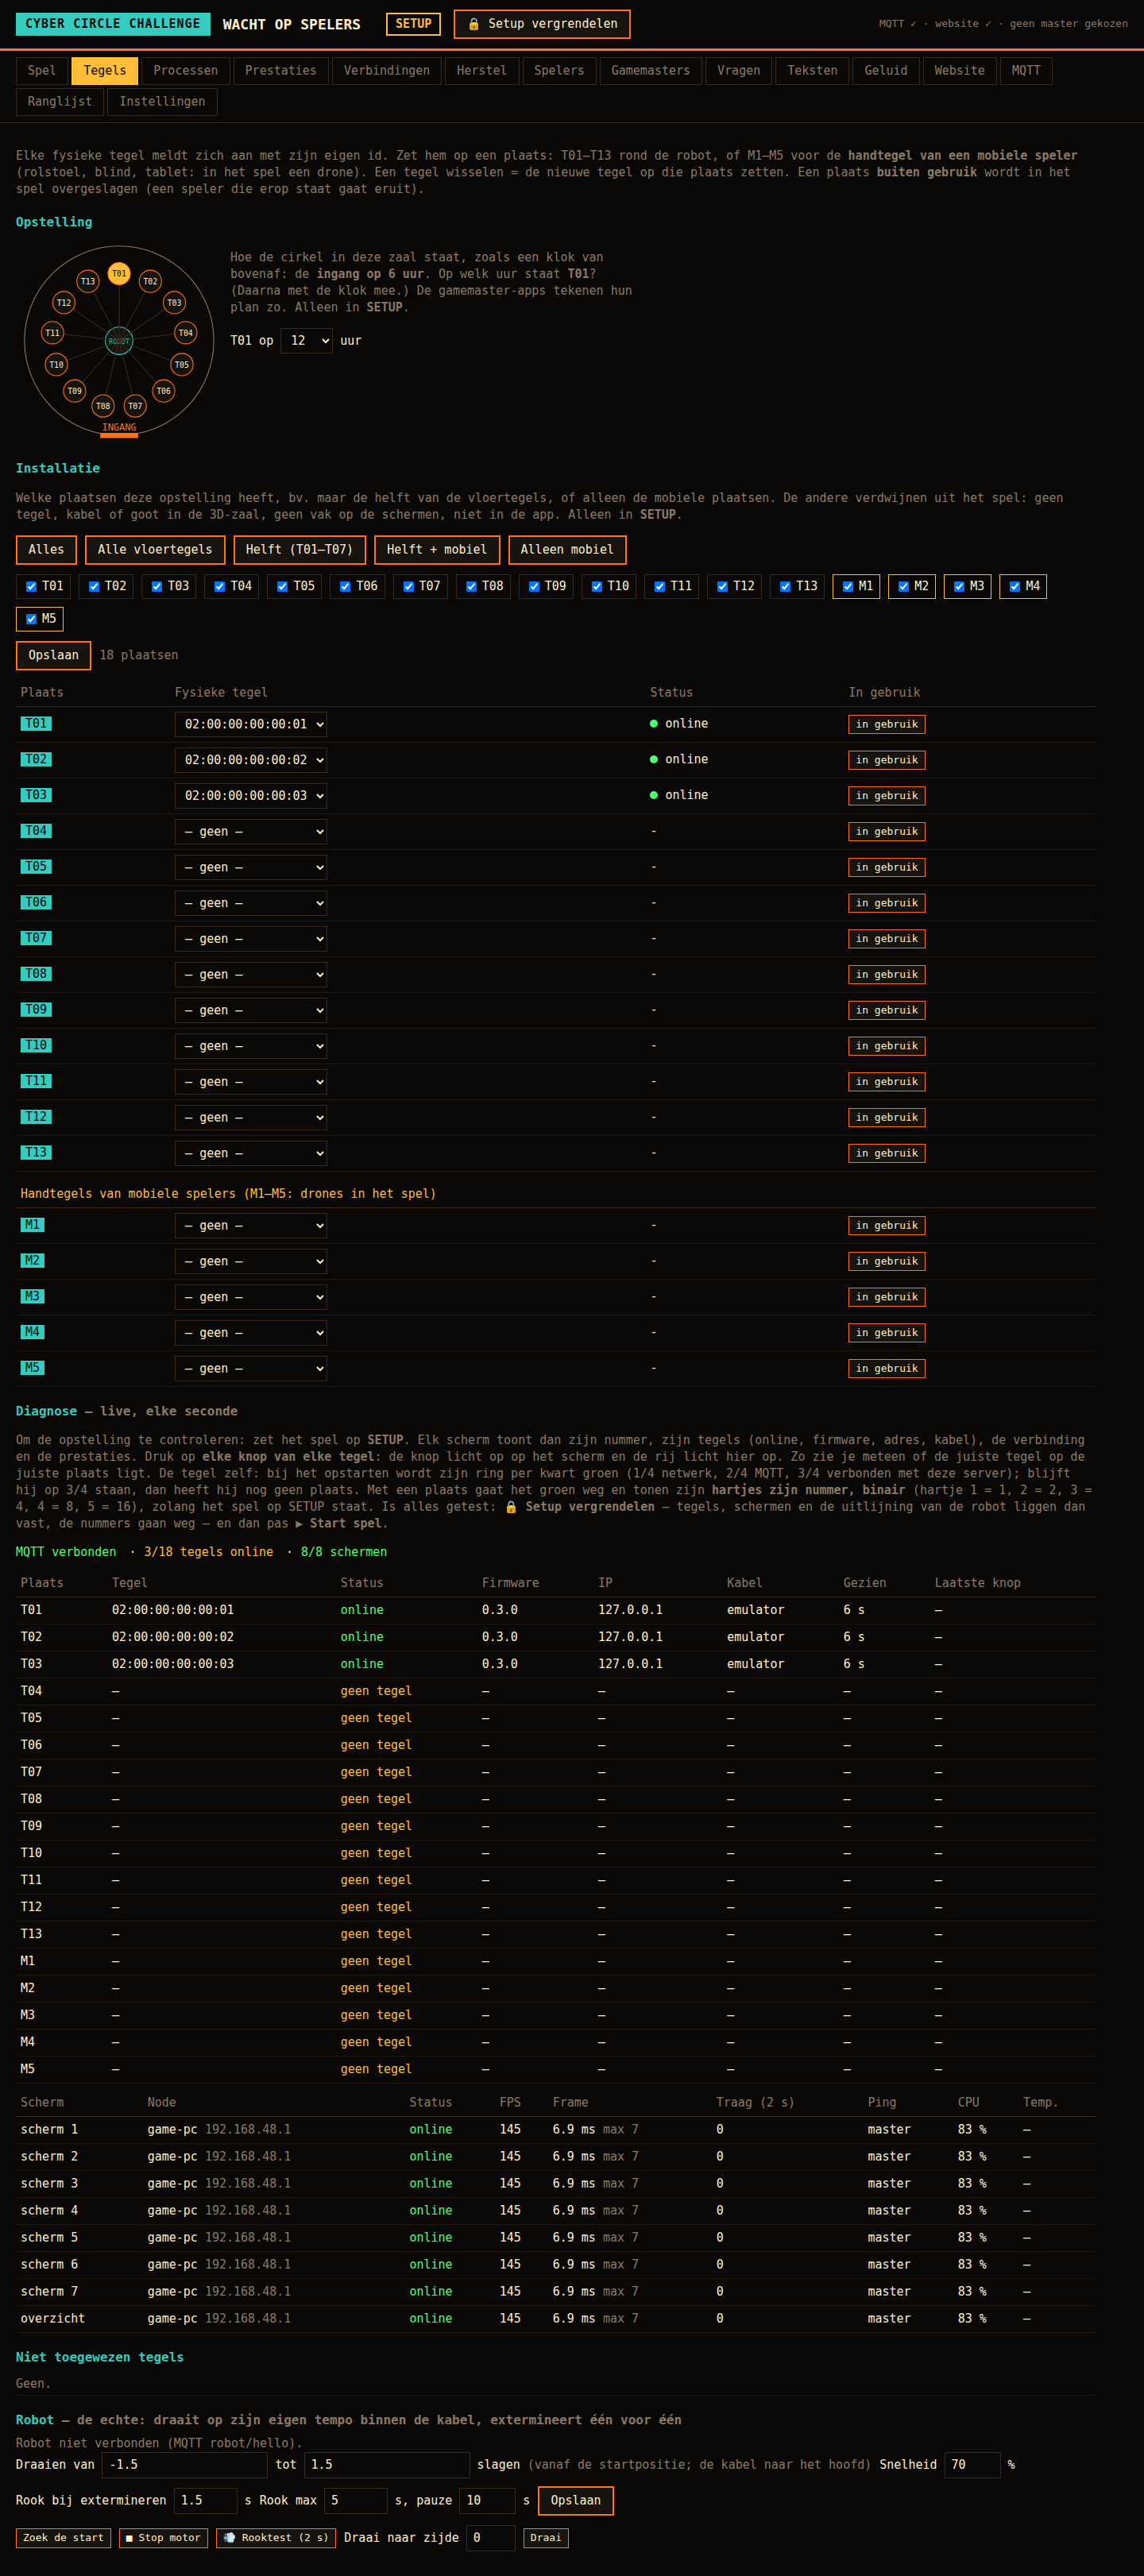 CYBER CIRCLE CHALLENGE WACHT OP SPELERS SETUP 🔒 Setup vergrendelen MQTT ✓ · website ✓ · geen master gekozen
Spel Tegels Processen Prestaties Verbindingen Herstel Spelers Gamemasters Vragen Teksten Geluid Website MQTT
Ranglijst Instellingen
Elke fysieke tegel meldt zich aan met zijn eigen id. Zet hem op een plaats: T01–T13 rond de robot, of M1–M5 voor de handtegel van een mobiele speler
(rolstoel, blind, tablet: in het spel een drone). Een tegel wisselen = de nieuwe tegel op die plaats zetten. Een plaats buiten gebruik wordt in het
spel overgeslagen (een speler die erop staat gaat eruit).
Opstelling
T01
T13 T02
T12 T03
T11 T04
ROBOT
T10 T05
T09 T06
T08 T07
INGANG
Hoe de cirkel in deze zaal staat, zoals een klok van
bovenaf: de ingang op 6 uur. Op welk uur staat T01?
(Daarna met de klok mee.) De gamemaster-apps tekenen hun
plan zo. Alleen in SETUP.
T01 op 12 uur
Installatie
Welke plaatsen deze opstelling heeft, bv. maar de helft van de vloertegels, of alleen de mobiele plaatsen. De andere verdwijnen uit het spel: geen
tegel, kabel of goot in de 3D-zaal, geen vak op de schermen, niet in de app. Alleen in SETUP.
Alles Alle vloertegels Helft (T01–T07) Helft + mobiel Alleen mobiel
T01 T02 T03 T04 T05 T06 T07 T08 T09 T10 T11 T12 T13 M1 M2 M3 M4
M5
Opslaan 18 plaatsen
Plaats Fysieke tegel Status In gebruik
T01 02:00:00:00:00:01 online in gebruik
T02 02:00:00:00:00:02 online in gebruik
T03 02:00:00:00:00:03 online in gebruik
T04 — geen — - in gebruik
T05 — geen — - in gebruik
T06 — geen — - in gebruik
T07 — geen — - in gebruik
T08 — geen — - in gebruik
T09 — geen — - in gebruik
T10 — geen — - in gebruik
T11 — geen — - in gebruik
T12 — geen — - in gebruik
T13 — geen — - in gebruik
Handtegels van mobiele spelers (M1–M5: drones in het spel)
M1 — geen — - in gebruik
M2 — geen — - in gebruik
M3 — geen — - in gebruik
M4 — geen — - in gebruik
M5 — geen — - in gebruik
Diagnose — live, elke seconde
Om de opstelling te controleren: zet het spel op SETUP. Elk scherm toont dan zijn nummer, zijn tegels (online, firmware, adres, kabel), de verbinding
en de prestaties. Druk op elke knop van elke tegel: de knop licht op op het scherm en de rij licht hier op. Zo zie je meteen of de juiste tegel op de
juiste plaats ligt. De tegel zelf: bij het opstarten wordt zijn ring per kwart groen (1/4 netwerk, 2/4 MQTT, 3/4 verbonden met deze server); blijft
hij op 3/4 staan, dan heeft hij nog geen plaats. Met een plaats gaat het groen weg en tonen zijn hartjes zijn nummer, binair (hartje 1 = 1, 2 = 2, 3 =
4, 4 = 8, 5 = 16), zolang het spel op SETUP staat. Is alles getest: 🔒 Setup vergrendelen — tegels, schermen en de uitlijning van de robot liggen dan
vast, de nummers gaan weg — en dan pas ▶ Start spel.
MQTT verbonden · 3/18 tegels online · 8/8 schermen
Plaats Tegel Status Firmware IP Kabel Gezien Laatste knop
T01 02:00:00:00:00:01 online 0.3.0 127.0.0.1 emulator 6 s —
T02 02:00:00:00:00:02 online 0.3.0 127.0.0.1 emulator 6 s —
T03 02:00:00:00:00:03 online 0.3.0 127.0.0.1 emulator 6 s —
T04 — geen tegel — — — — —
T05 — geen tegel — — — — —
T06 — geen tegel — — — — —
T07 — geen tegel — — — — —
T08 — geen tegel — — — — —
T09 — geen tegel — — — — —
T10 — geen tegel — — — — —
T11 — geen tegel — — — — —
T12 — geen tegel — — — — —
T13 — geen tegel — — — — —
M1 — geen tegel — — — — —
M2 — geen tegel — — — — —
M3 — geen tegel — — — — —
M4 — geen tegel — — — — —
M5 — geen tegel — — — — —
Scherm Node Status FPS Frame Traag (2 s) Ping CPU Temp.
scherm 1 game-pc 192.168.48.1 online 145 6.9 ms max 7 0 master 83 % —
scherm 2 game-pc 192.168.48.1 online 145 6.9 ms max 7 0 master 83 % —
scherm 3 game-pc 192.168.48.1 online 145 6.9 ms max 7 0 master 83 % —
scherm 4 game-pc 192.168.48.1 online 145 6.9 ms max 7 0 master 83 % —
scherm 5 game-pc 192.168.48.1 online 145 6.9 ms max 7 0 master 83 % —
scherm 6 game-pc 192.168.48.1 online 145 6.9 ms max 7 0 master 83 % —
scherm 7 game-pc 192.168.48.1 online 145 6.9 ms max 7 0 master 83 % —
overzicht game-pc 192.168.48.1 online 145 6.9 ms max 7 0 master 83 % —
Niet toegewezen tegels
Geen.
Robot — de echte: draait op zijn eigen tempo binnen de kabel, extermineert één voor één
Robot niet verbonden (MQTT robot/hello).
Draaien van -1.5 tot 1.5 slagen (vanaf de startpositie; de kabel naar het hoofd) Snelheid 70 %
Rook bij extermineren 1.5 s Rook max 5 s, pauze 10 s Opslaan
Zoek de start ■ Stop motor 💨 Rooktest (2 s) Draai naar zijde 0 Draai